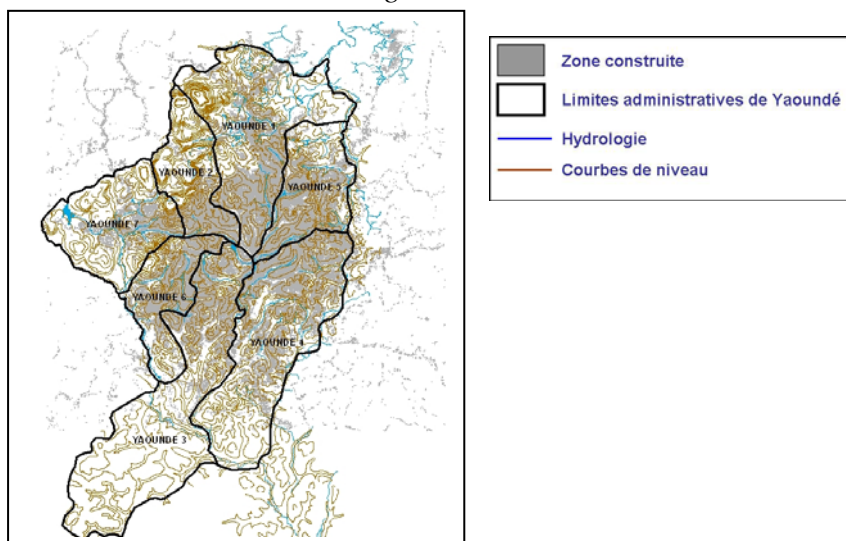 YAOUNDE 1
YAOUNDE 2
YAOUNDE 5
YAOUNDE 7
YAOUNDE 6
YAOUNDE 4
YAOUNDE 3
Zone construite
Limites administratives de Yaoundé
Hydrologie
Courbes de niveau